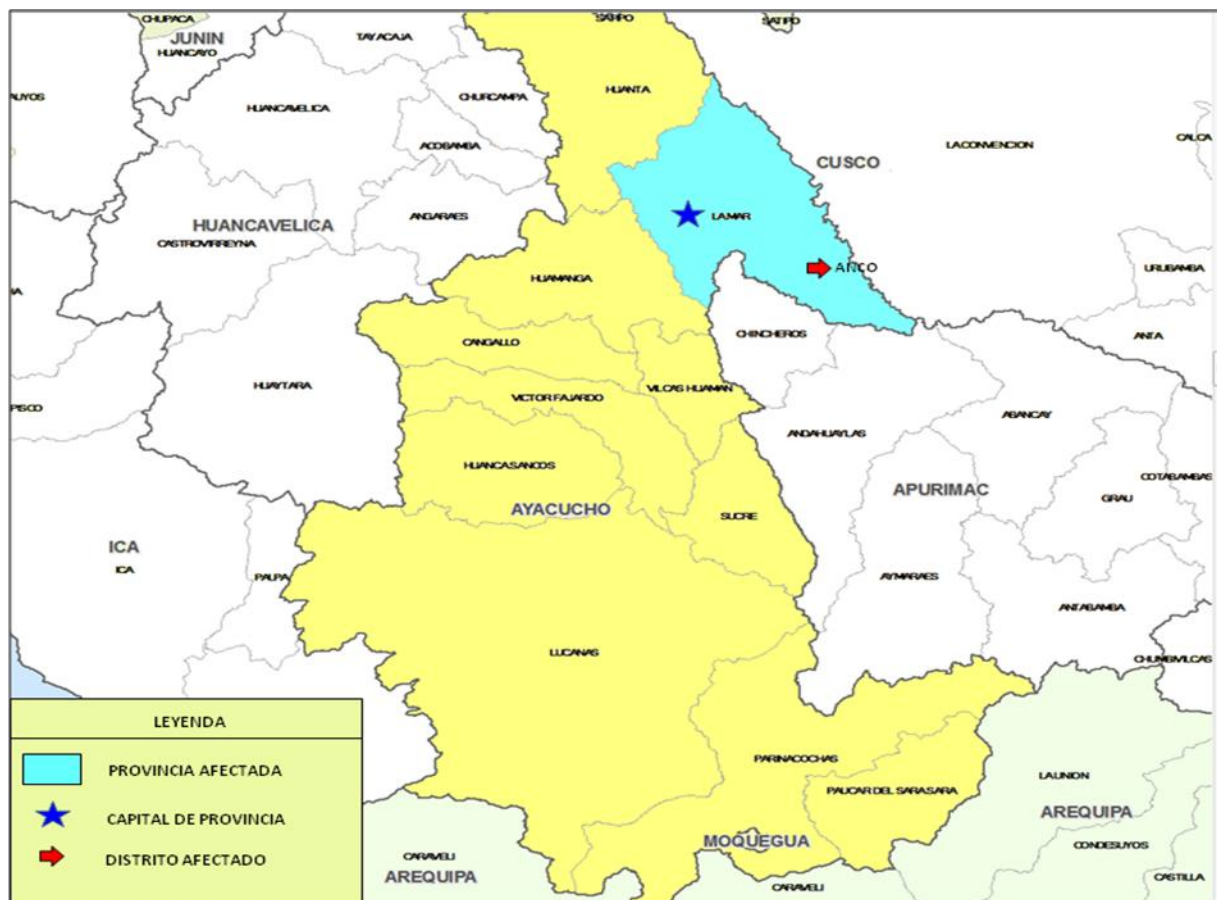 CHUPACA
SATIPO
SATIPO
JUNIN
TAYACAJA
HUANCAYO
HUANTA
AUYOS
HUANCAVELICA
CHURCAMPA
ACOBAMBA
LA CONVENCION
CALCA
CUSCO
ANGARAES
LA MAR
HUANCAVELICA
CASTROVIRREYNA
ANCO
URUBAMBA
HUAMANGA
CHINCHEROS
ANTA
CANGALLO
HUAYTARA
VILCAS HUAMAN
VICTOR FAJARDO
PISCO
ABANCAY
ANDAHUAYLAS
HUANCASANCOS
COTABAMBAS
APURIMAC
GRAU
AYACUCHO
SUCRE
ICA
ICA
PALPA
AYMARAES
ANTABAMBA
LUCANAS
CHUMBIVILCAS
LEYENDA
PROVINCIA AFECTADA
CAPITAL DE PROVINCIA
DISTRITO AFECTADO
PARINACOCHAS
LA UNION
PAUCAR DEL SARASARA
AREQUIPA
MOQUEGUA
CONDESUYOS
CARAVELI
AREQUIPA
CASTILLA
CARAVELI